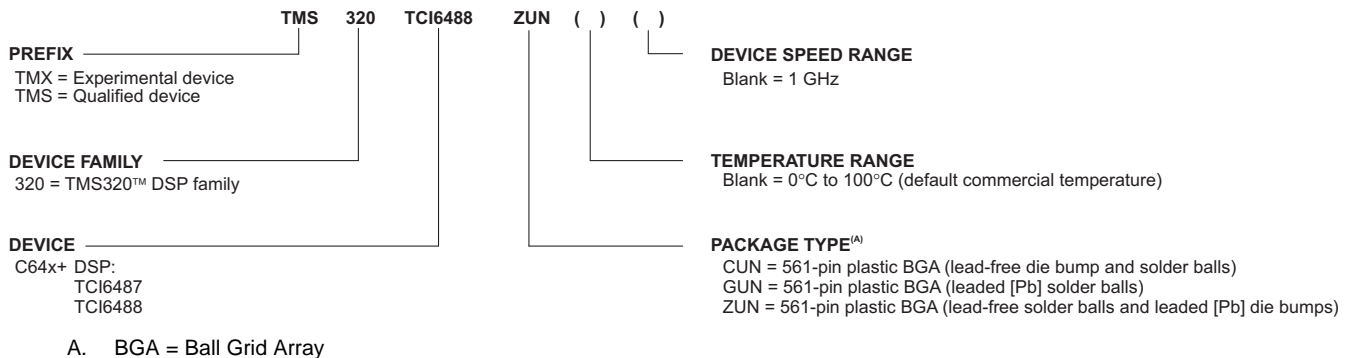 TMS 320 TCI6488 ZUN ( ) ( )
PREFIX
TMX = Experimental device
TMS = Qualified device
DEVICE SPEED RANGE
Blank = 1 GHz
DEVICE FAMILY
320 = TMS320™ DSP family
TEMPERATURE RANGE
Blank = 0°C to 100°C (default commercial temperature)
DEVICE
C64x+ DSP:
TCI6487
TCI6488
PACKAGE TYPE(A)
CUN = 561-pin plastic BGA (lead-free die bump and solder balls)
GUN = 561-pin plastic BGA (leaded [Pb] solder balls)
ZUN = 561-pin plastic BGA (lead-free solder balls and leaded [Pb] die bumps)
A. BGA = Ball Grid Array